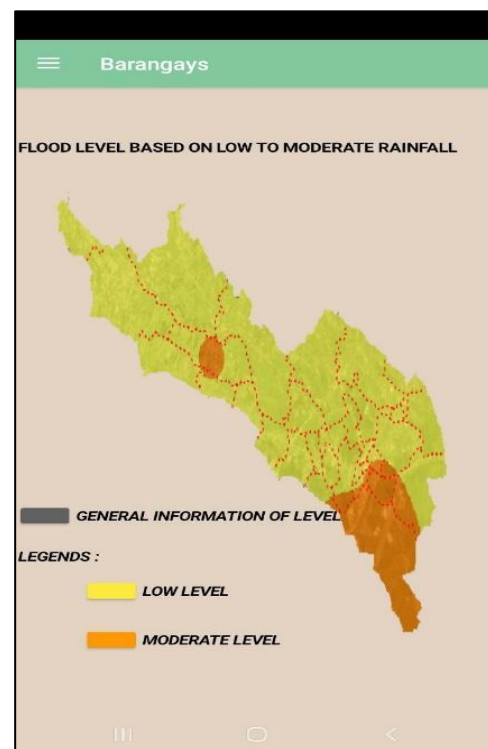 Barangays
FLOOD LEVEL BASED ON LOW TO MODERATE RAINFALL
GENERAL INFORMATION OF LEVEL
LEGENDS :
LOW LEVEL
MODERATE LEVEL